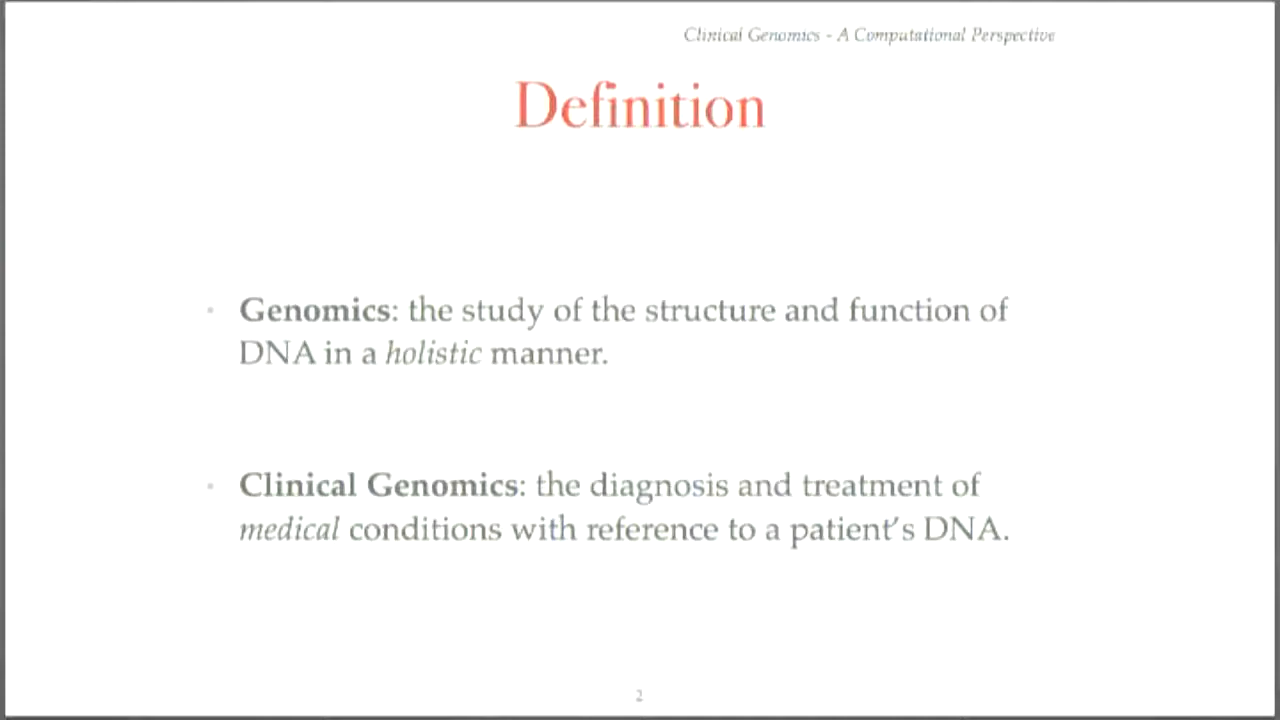 Clinical Genomics - A Computational Perspective
Definition
• Genomics: the study of the structure and function of
DNA in a holistic manner.
• Clinical Genomics: the diagnosis and treatment of
medical conditions with reference to a patient's DNA.
2